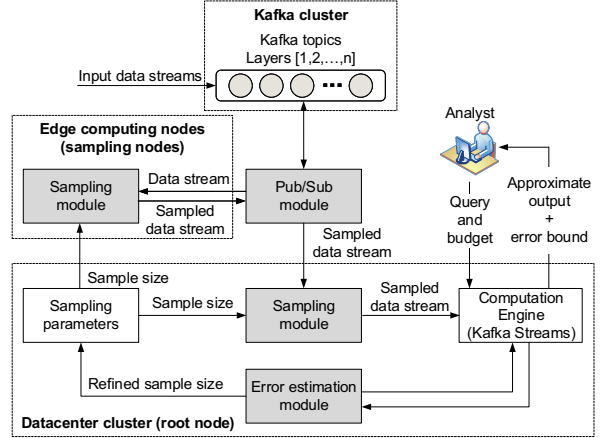 Kafka cluster
Kafka topics
Layers [1,2,...,n]
Input data streams
Edge computing nodes
(sampling nodes)
Analyst
Sampling
module
Data stream
Sampled
data stream
Pub/Sub
module
Query
and
budget
Approximate
output
+
error bound
Sampled
data stream
Sample size
Sampling
parameters
Sample size
Sampling
module
Sampled
data stream
Computation
Engine
(Kafka Streams)
Refined sample size
Error estimation
module
Datacenter cluster (root node)